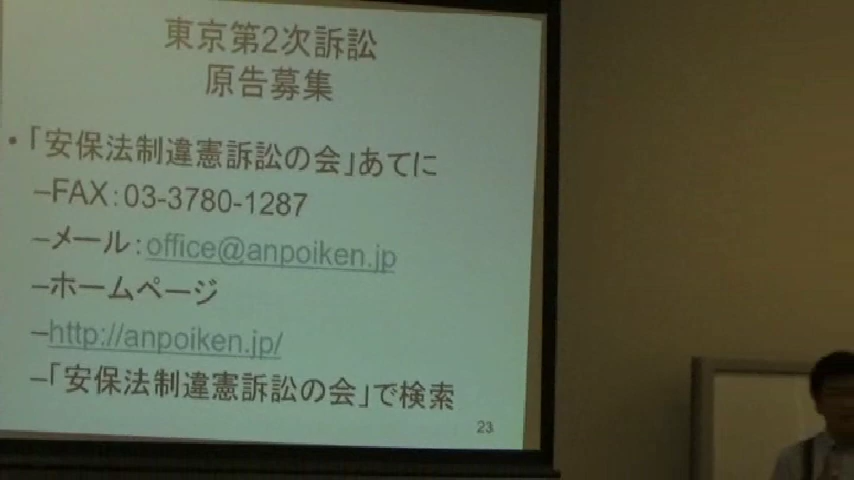 東京第2次訴訟
原告募集
•「安保法制違憲訴訟の会」あてに
–FAX：03-3780-1287
–メール：office@anpoiken.jp
–ホームページ
–http://anpoiken.jp/
–「安保法制違憲訴訟の会」で検索
23